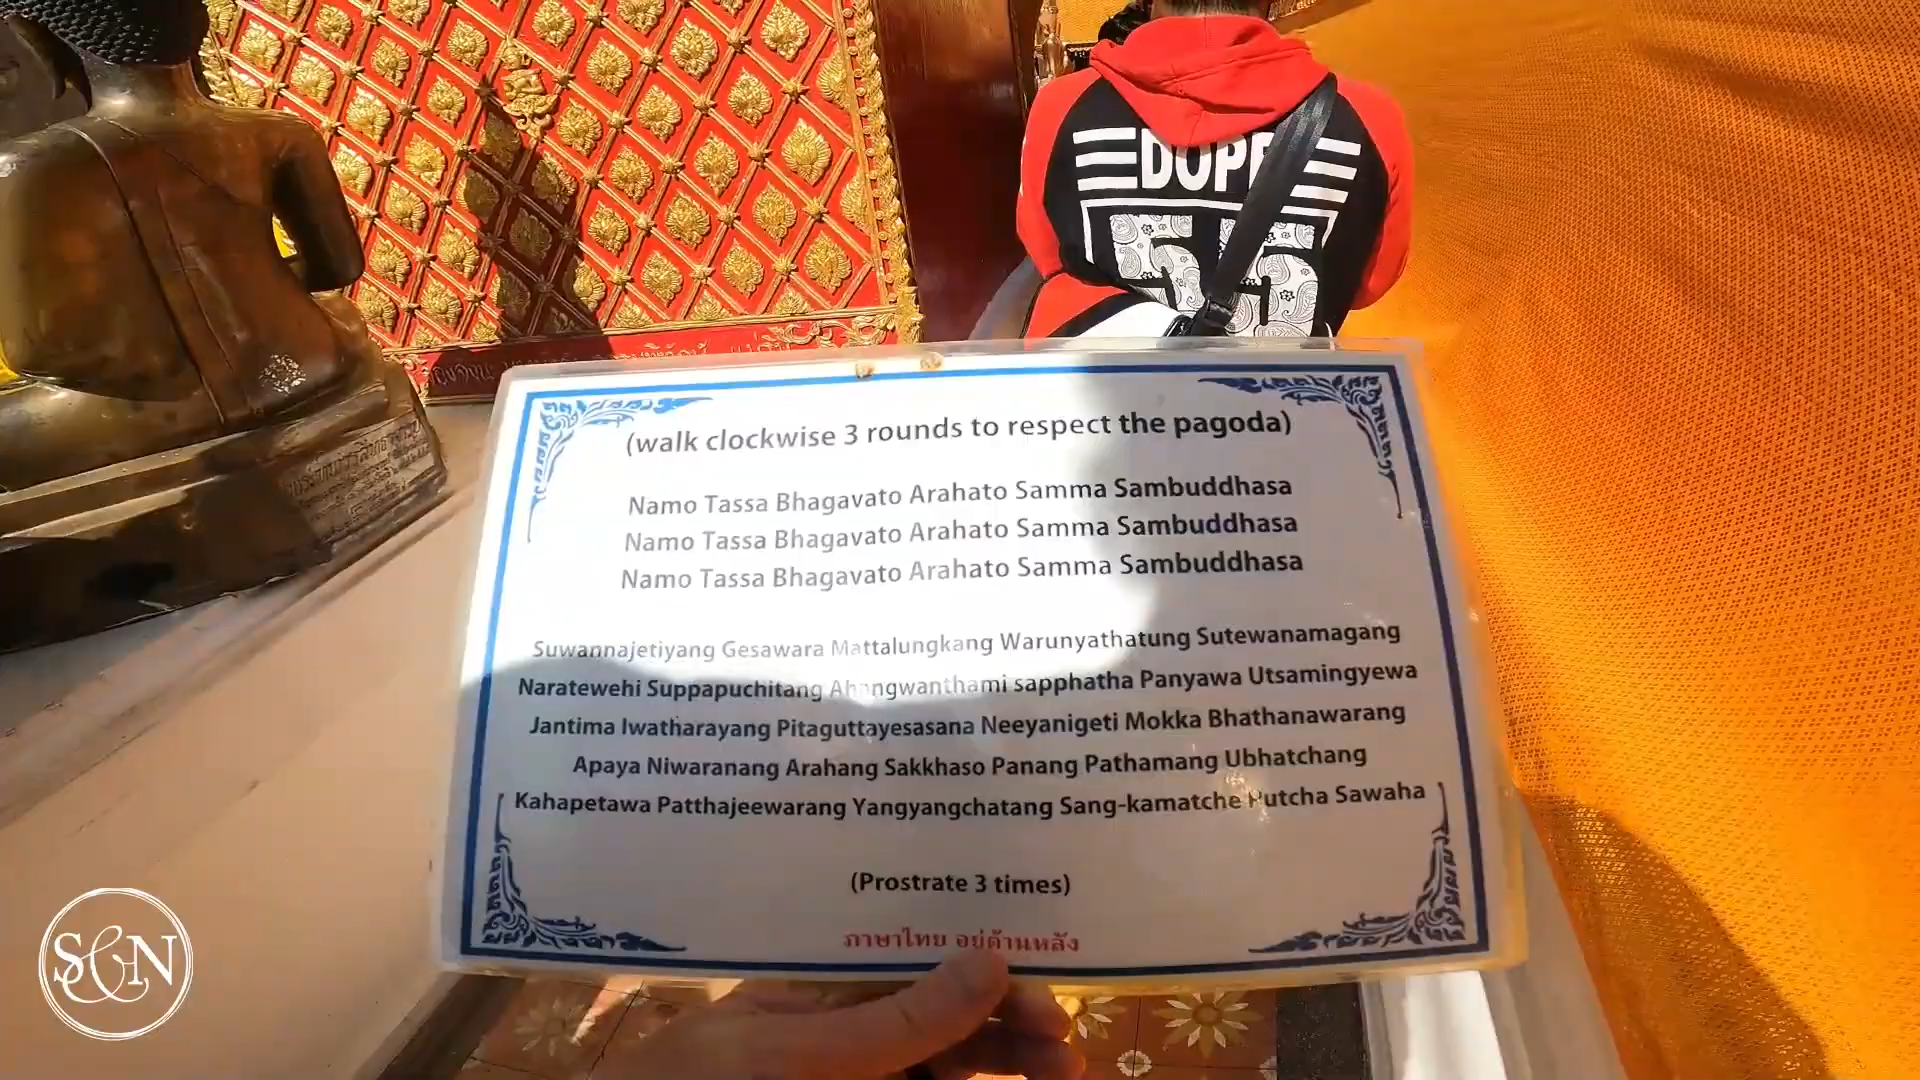 DOPE
(walk clockwise 3 rounds to respect the pagoda)
Namo Tassa Bhagavato Arahato Samma Sambuddhasa
Namo Tassa Bhagavato Arahato Samma Sambuddhasa
Namo Tassa Bhagavato Arahato Samma Sambuddhasa
Suwannajetiyang Gesawara Mattalungkang Warunyathatung Sutewanamagang
Naratewehi Suppapuchitang Ahangwanthami sapphatha Panyawa Utsamingyewa
Jantima Iwatharayang Pitaguttayesasana Neeyanigeti Mokka Bhathanawarang
Apaya Niwaranang Arahang Sakkhaso Panang Pathamang Ubhatchang
Kahapetawa Patthajeewarang Yangyangchatang Sang-kamatche Putcha Sawaha
(Prostrate 3 times)
ภาษาไทย อยู่ด้านหลัง
S&N